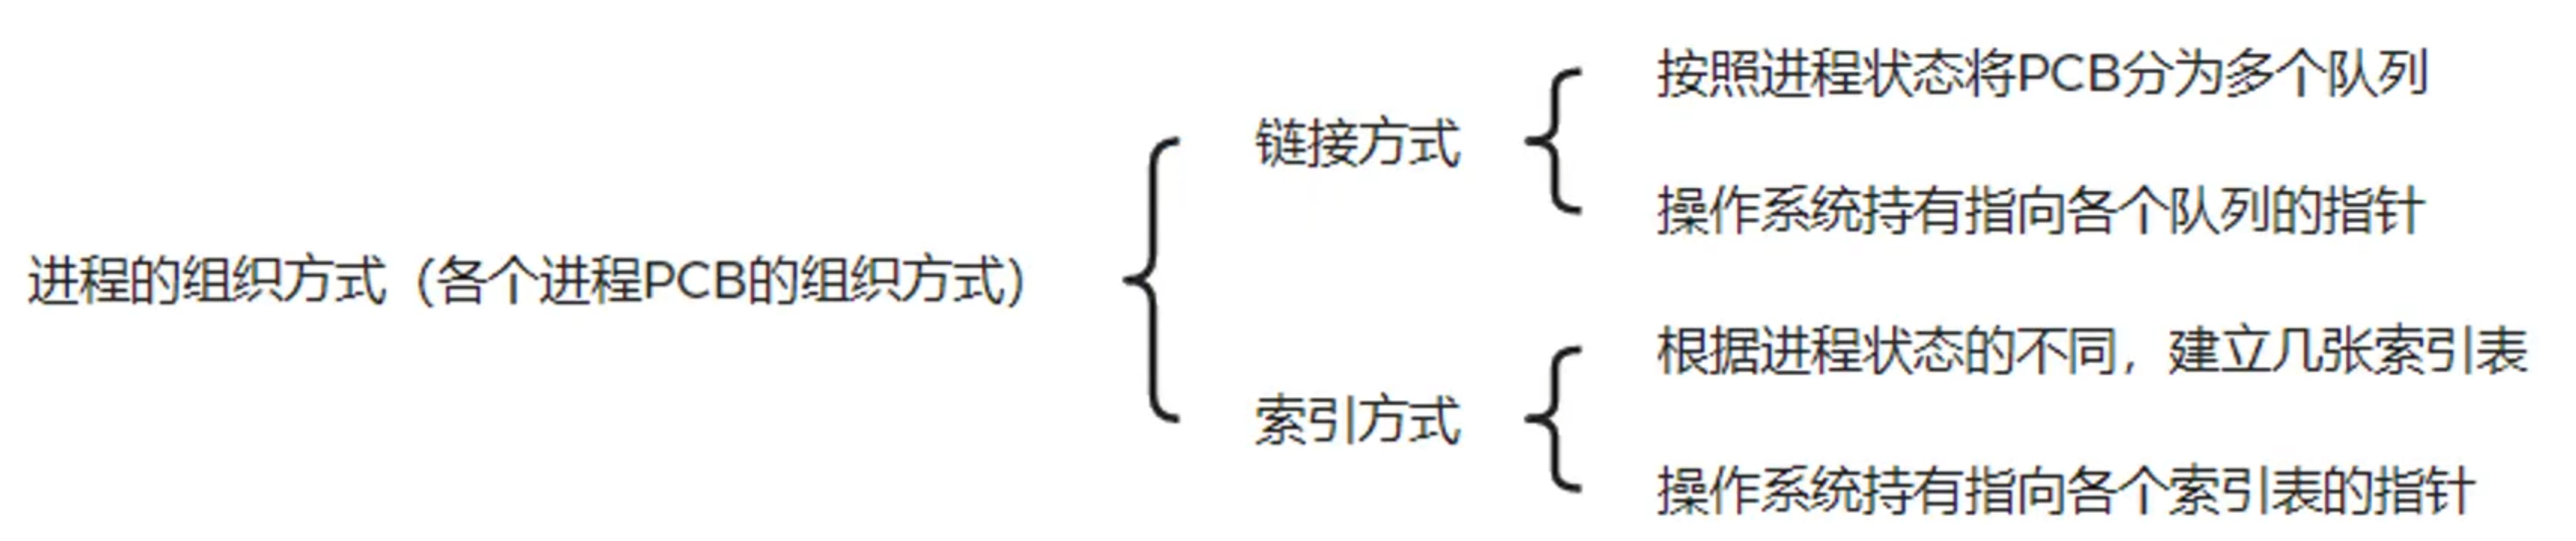 进程的组织方式（各个进程PCB的组织方式）
链接方式
按照进程状态将PCB分为多个队列
操作系统持有指向各个队列的指针
索引方式
根据进程状态的不同，建立几张索引表
操作系统持有指向各个索引表的指针